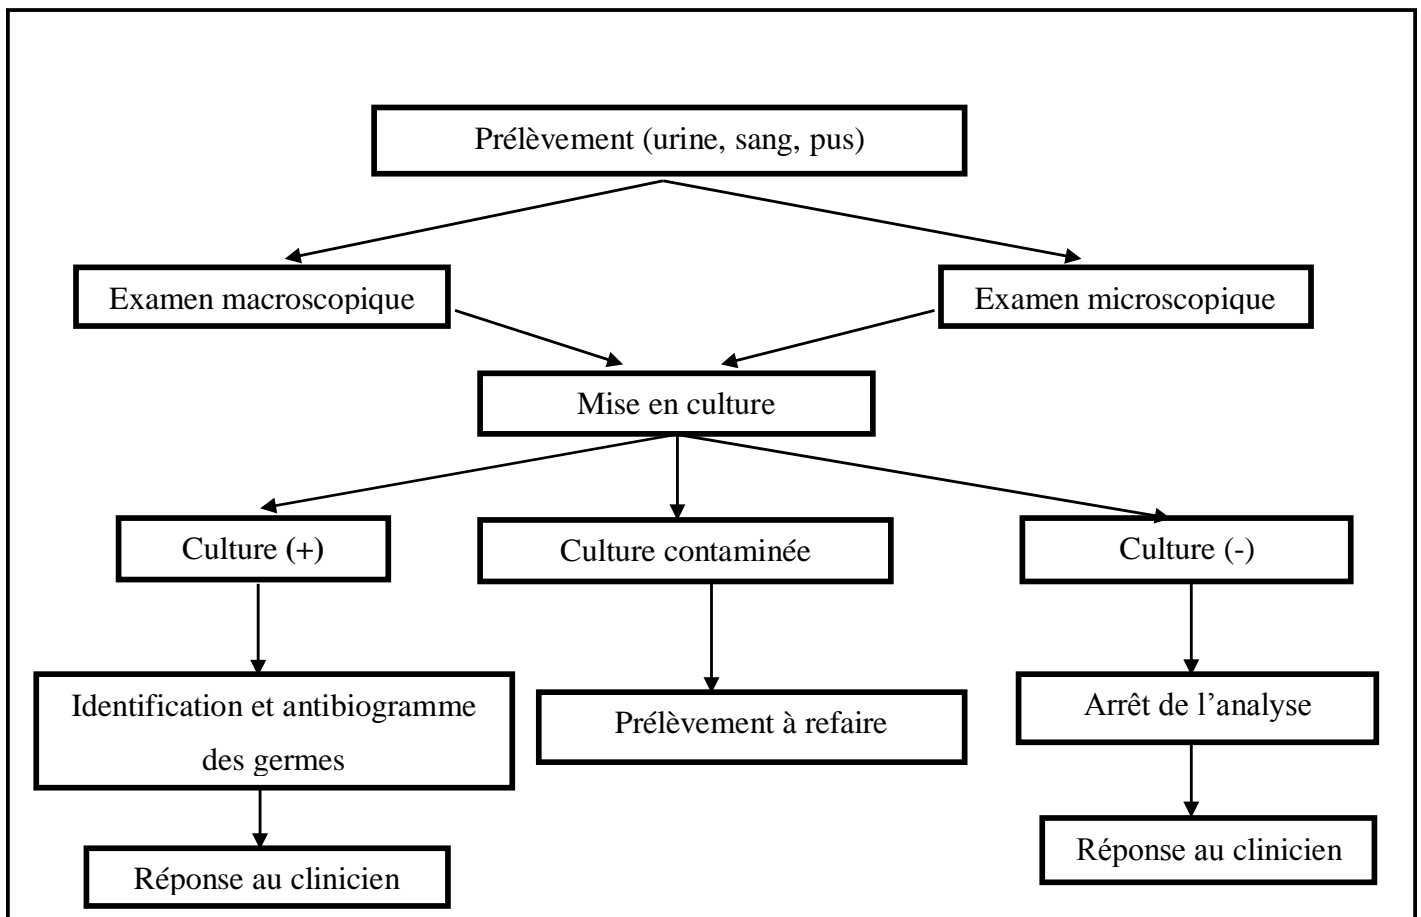 Prélèvement (urine, sang, pus)
Examen macroscopique
Examen microscopique
Mise en culture
Culture (+)
Culture contaminée
Culture (-)
Identification et antibiogramme
des germes
Prélèvement à refaire
Arrêt de l’analyse
Réponse au clinicien
Réponse au clinicien